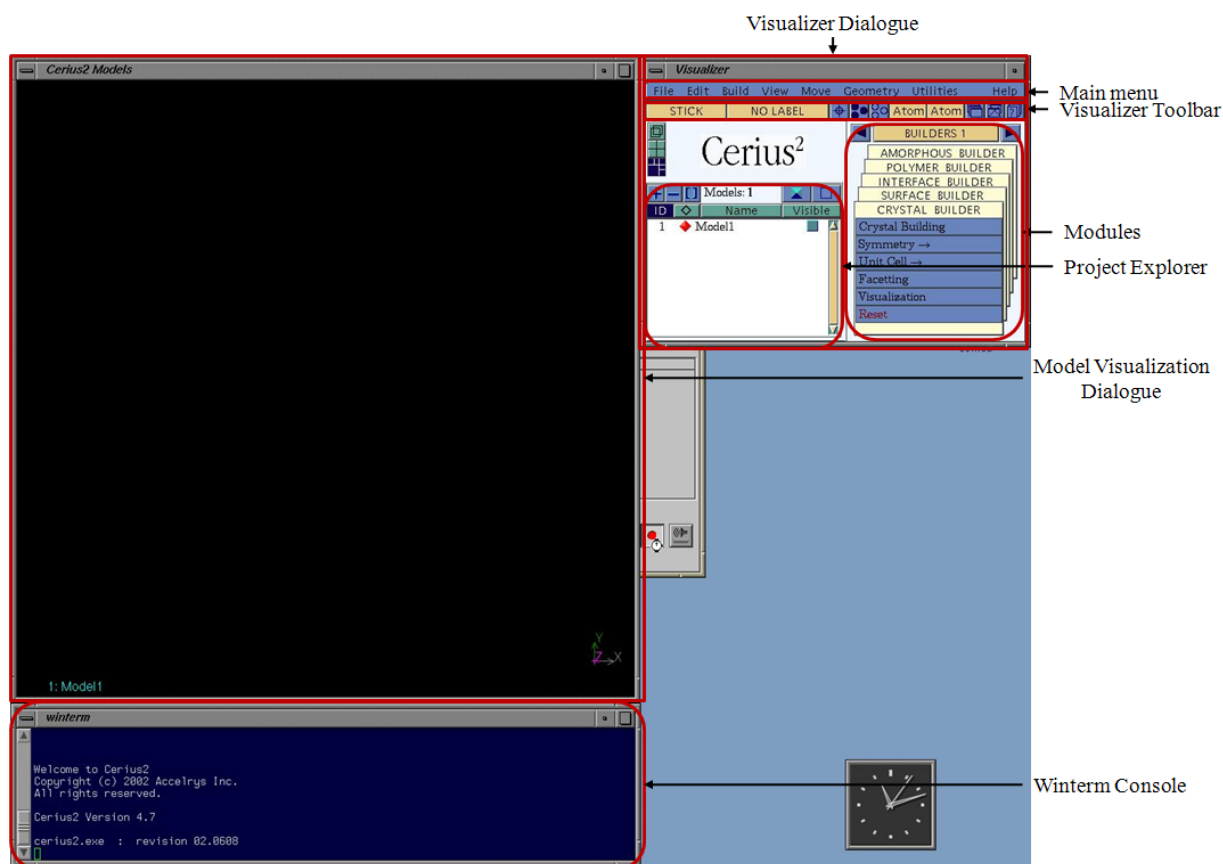 Visualizer Dialogue
Cerius2 Models
Visualizer
File Edit Build View Move Geometry Utilities Help
Main menu
STICK NO LABEL Atom Atom
Visualizer Toolbar
Cerius2
BUILDERS 1
AMORPHOUS BUILDER
POLYMER BUILDER
INTERFACE BUILDER
SURFACE BUILDER
CRYSTAL BUILDER
Models: 1
ID Name Visible
1 Model1
Crystal Building
Symmetry →
Unit Cell →
Facetting
Visualization
Reset
Modules
Project Explorer
Model Visualization
Dialogue
Y
Z X
1: Model1
winterm
Welcome to Cerius2
Copyright (c) 2002 Accelrys Inc.
All rights reserved.
Cerius2 Version 4.7
cerius2.exe : revision 02.0608
Winterm Console